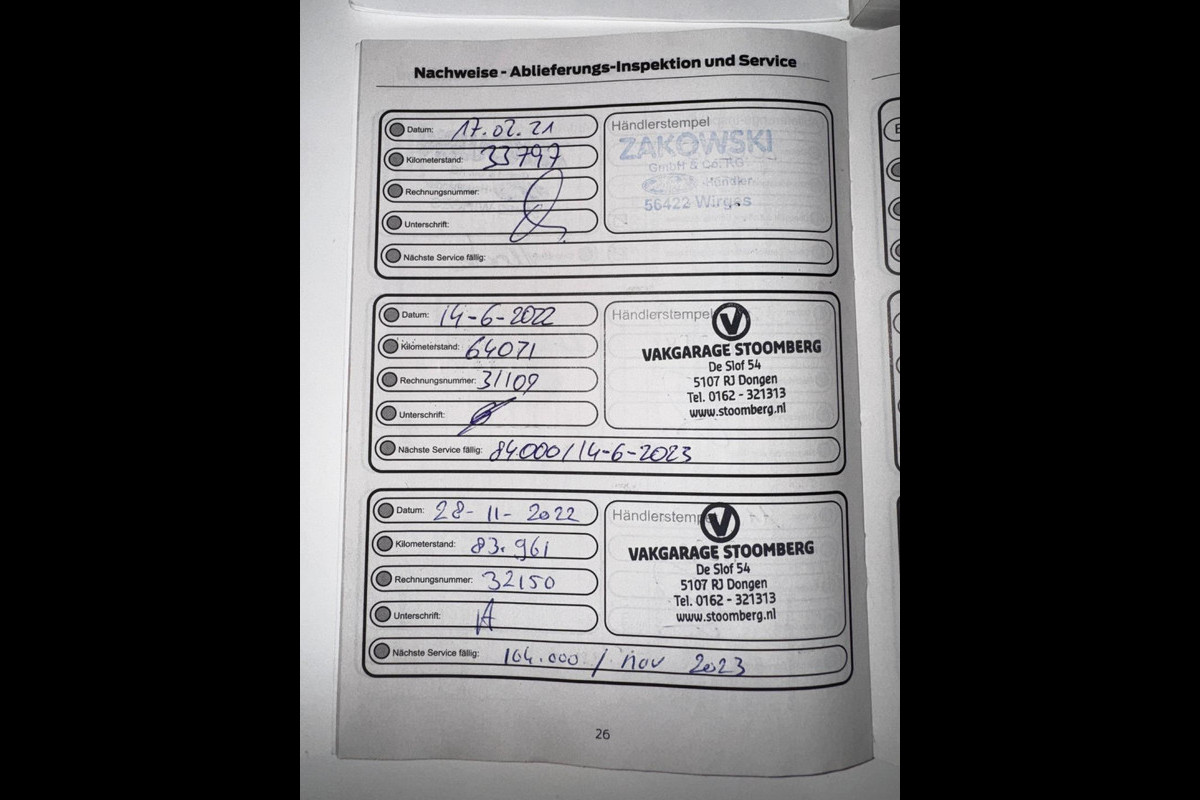 Nachweise - Ablieferungs-Inspektion und Service
Datum: 17.02.21
Kilometerstand: 33797
Rechnungsnummer:
Unterschrift:
Nächste Service fällig:
Händlerstempel
ZAKOWSKI
GmbH & Co. KG
Händler
56422 Wirges
Datum: 14-6-2022
Kilometerstand: 64071
Rechnungsnummer: 31109
Unterschrift:
Nächste Service fällig: 84.000/14-6-2023
Händlerstempel
V
VAKGARAGE STOOMBERG
De Slof 54
5107 RJ Dongen
Tel. 0162 - 321313
www.stoomberg.nl
Datum: 28-11-2022
Kilometerstand: 83.961
Rechnungsnummer: 32150
Unterschrift:
Nächste Service fällig: 104.000 / nov 2023
Händlerstempel
V
VAKGARAGE STOOMBERG
De Slof 54
5107 RJ Dongen
Tel. 0162 - 321313
www.stoomberg.nl
26